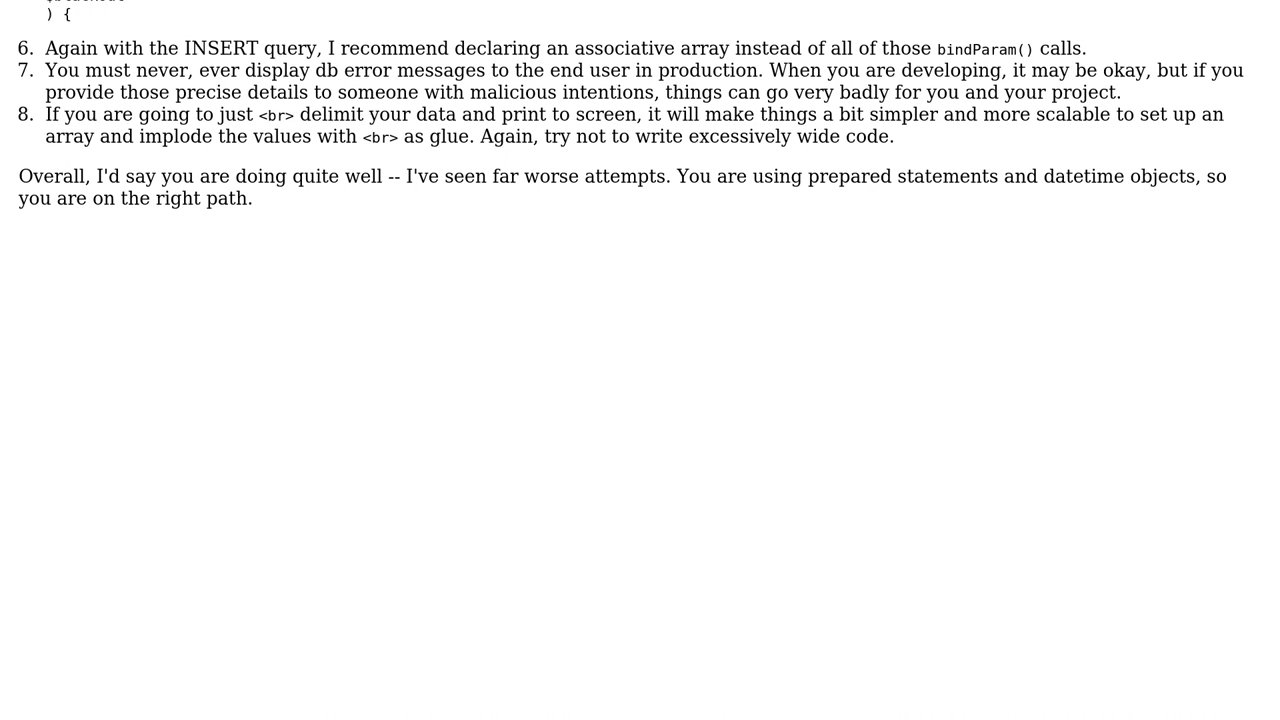 ) {
6. Again with the INSERT query, I recommend declaring an associative array instead of all of those bindParam() calls.
7. You must never, ever display db error messages to the end user in production. When you are developing, it may be okay, but if you
provide those precise details to someone with malicious intentions, things can go very badly for you and your project.
8. If you are going to just <br> delimit your data and print to screen, it will make things a bit simpler and more scalable to set up an
array and implode the values with <br> as glue. Again, try not to write excessively wide code.
Overall, I'd say you are doing quite well -- I've seen far worse attempts. You are using prepared statements and datetime objects, so
you are on the right path.